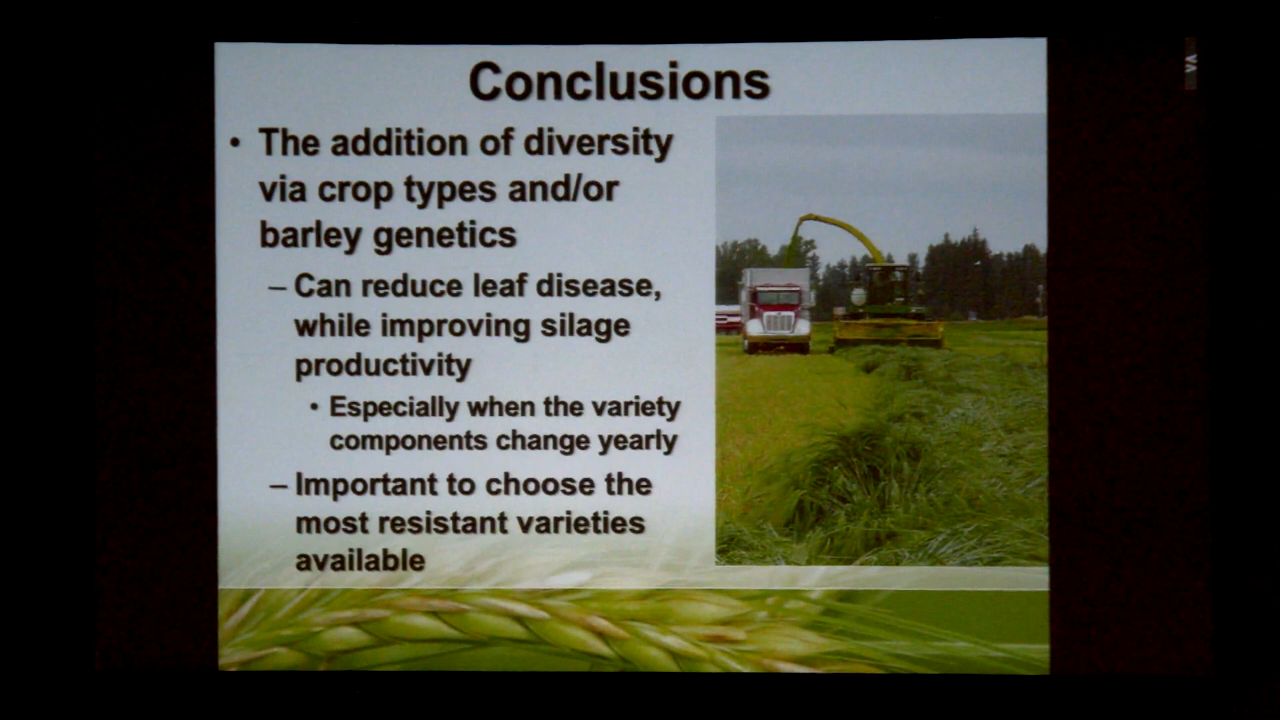 Conclusions
• The addition of diversity
via crop types and/or
barley genetics
– Can reduce leaf disease,
while improving silage
productivity
• Especially when the variety
components change yearly
– Important to choose the
most resistant varieties
available